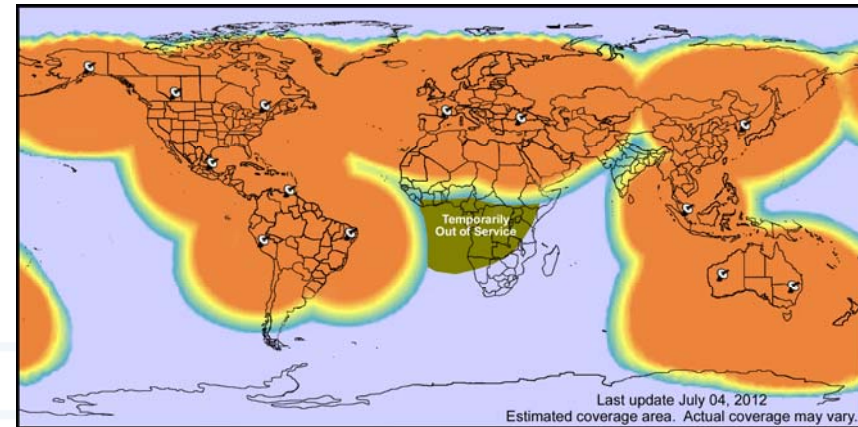 Temporarily
Out of Service
Last update July 04, 2012
Estimated coverage area.  Actual coverage may vary.